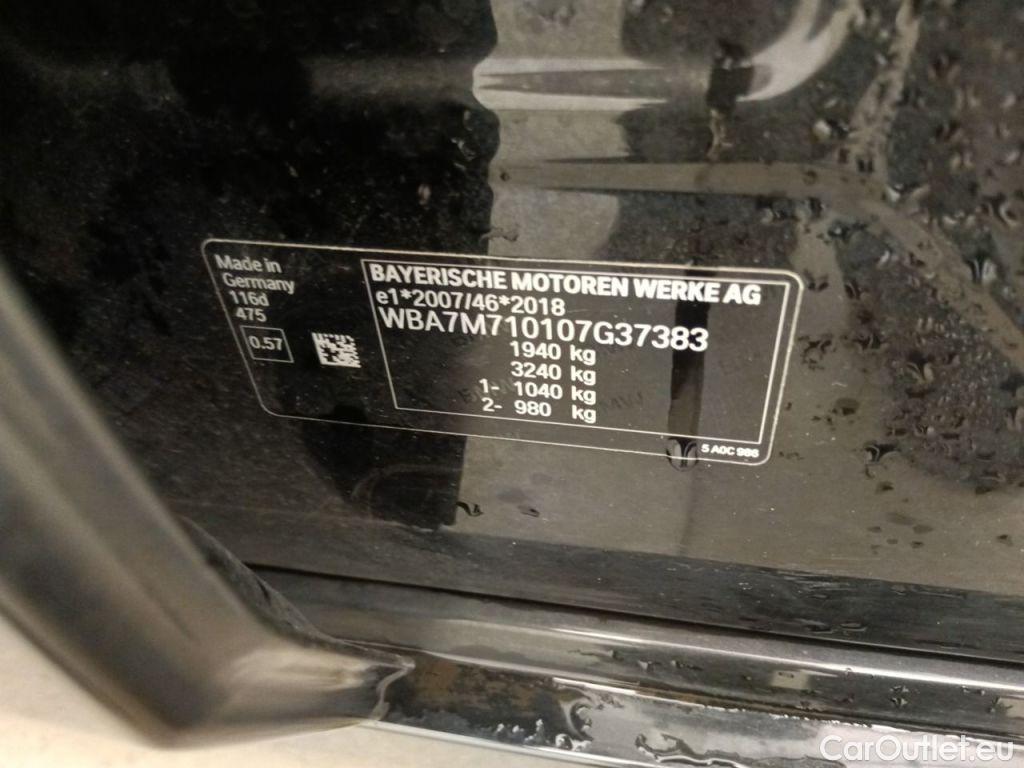 Made in
Germany
116d
475
0.57
BAYERISCHE MOTOREN WERKE AG
e1*2007/46*2018
WBA7M710107G37383
1940 kg
3240 kg
1- 1040 kg
2- 980 kg
5 A0C 986
CarOutlet.eu